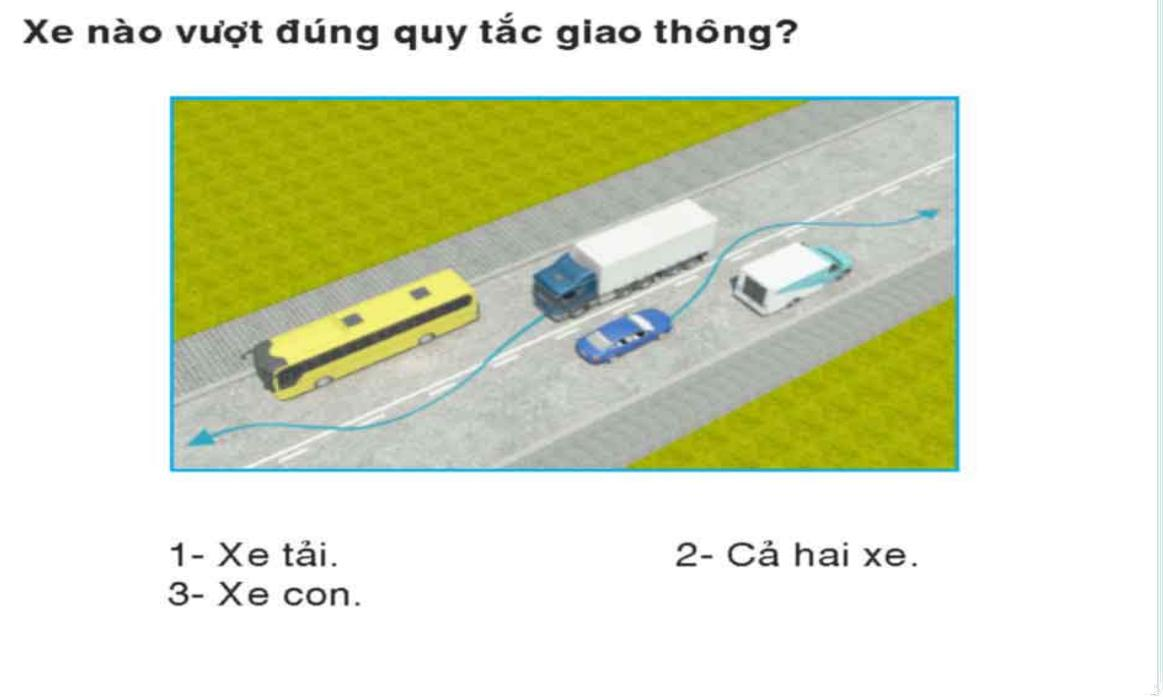 Xe nào vượt đúng quy tắc giao thông?
1- Xe tải.
2- Cả hai xe.
3- Xe con.